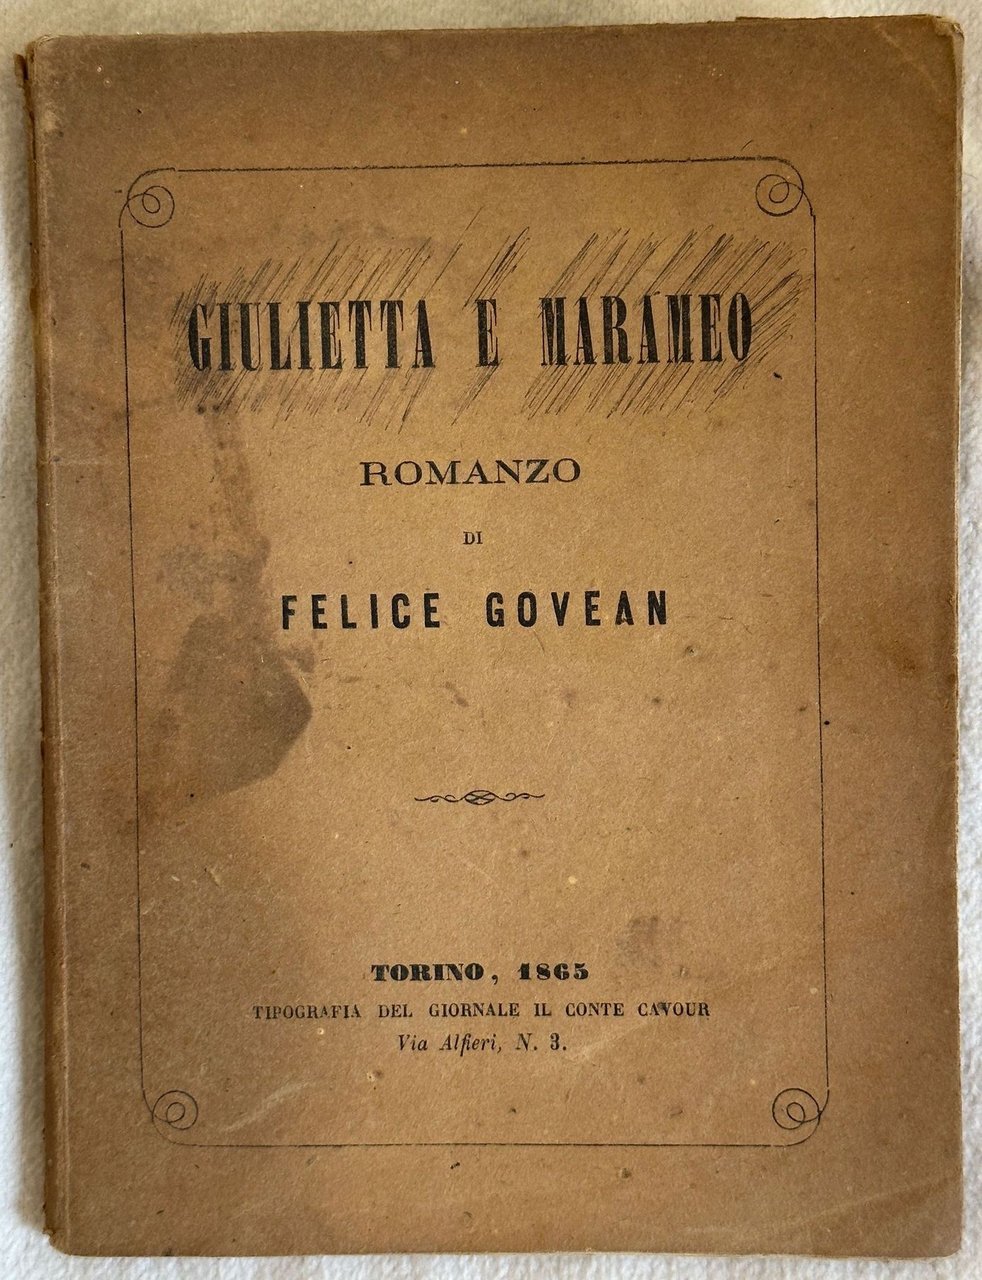 GIULIETTA E MARAMEO
ROMANZO
DI
FELICE GOVEAN
TORINO, 1865
TIPOGRAFIA DEL GIORNALE IL CONTE CAVOUR
Via Alfieri, N. 3.